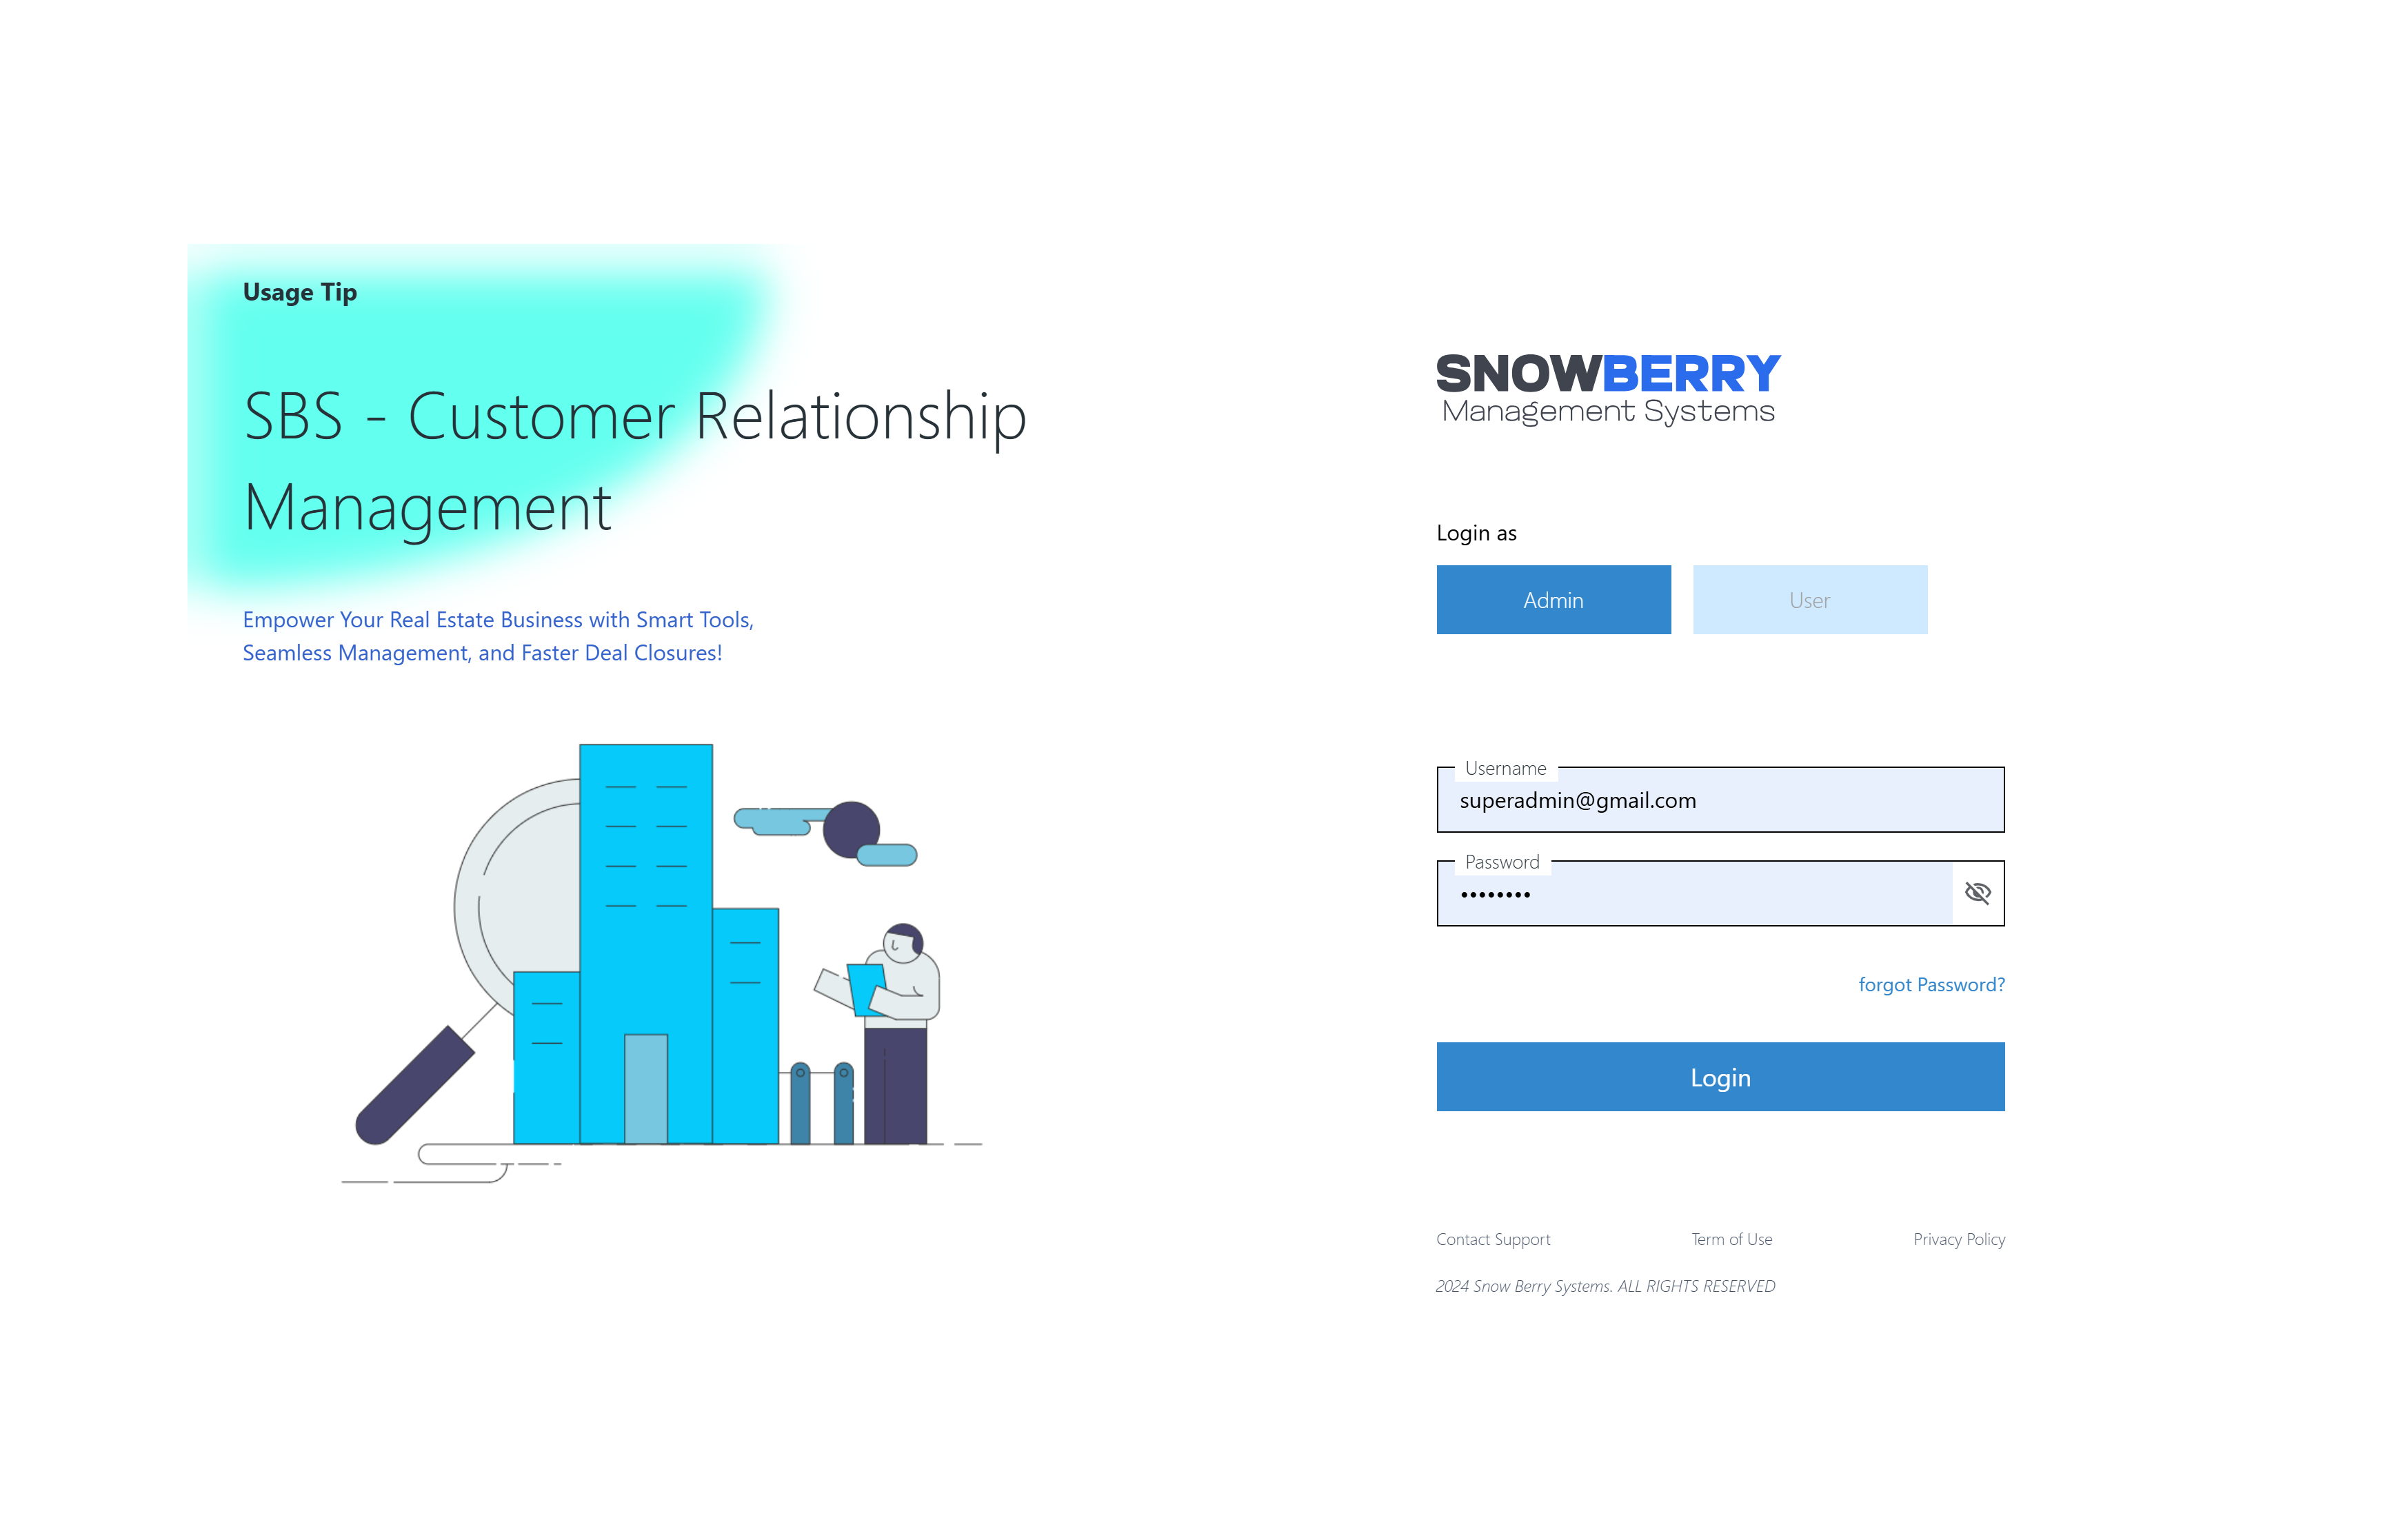 Usage Tip
SBS - Customer Relationship
Management
Empower Your Real Estate Business with Smart Tools,
Seamless Management, and Faster Deal Closures!
SNOWBERRY
Management Systems
Login as
Admin
User
Username
superadmin@gmail.com
Password
••••••••
forgot Password?
Login
Contact Support
Term of Use
Privacy Policy
2024 Snow Berry Systems. ALL RIGHTS RESERVED